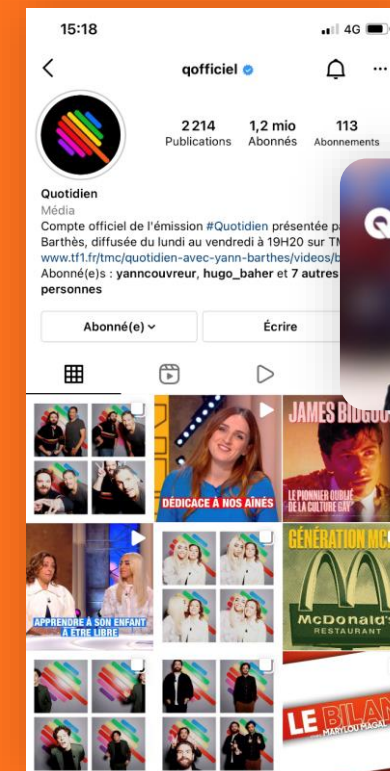 15:18
4G
qofficiel
2 214
1,2 mio
113
Publications
Abonnés
Abonnements
Quotidien
Média
Compte officiel de l'émission #Quotidien présentée
Barthès, diffusée du lundi au vendredi à 19H20 sur
www.tf1.fr/tmc/quotidien-avec-yann-barthes/videos/
Abonné(e)s : yanncouvreur, hugo_baher et 7 autres
personnes
Abonné(e)
Écrire
Q
DÉDICACE À NOS AÎNÉS
JAMES
LE PIONNIER OUBLIÉ
DE LA CULTURE GAY
APPRENDRE À SON ENFANT
À ÊTRE LIBRE
GÉNÉRATION
McDonald's
RESTAURANT
LE BILAN
MARYLOU MAGAL